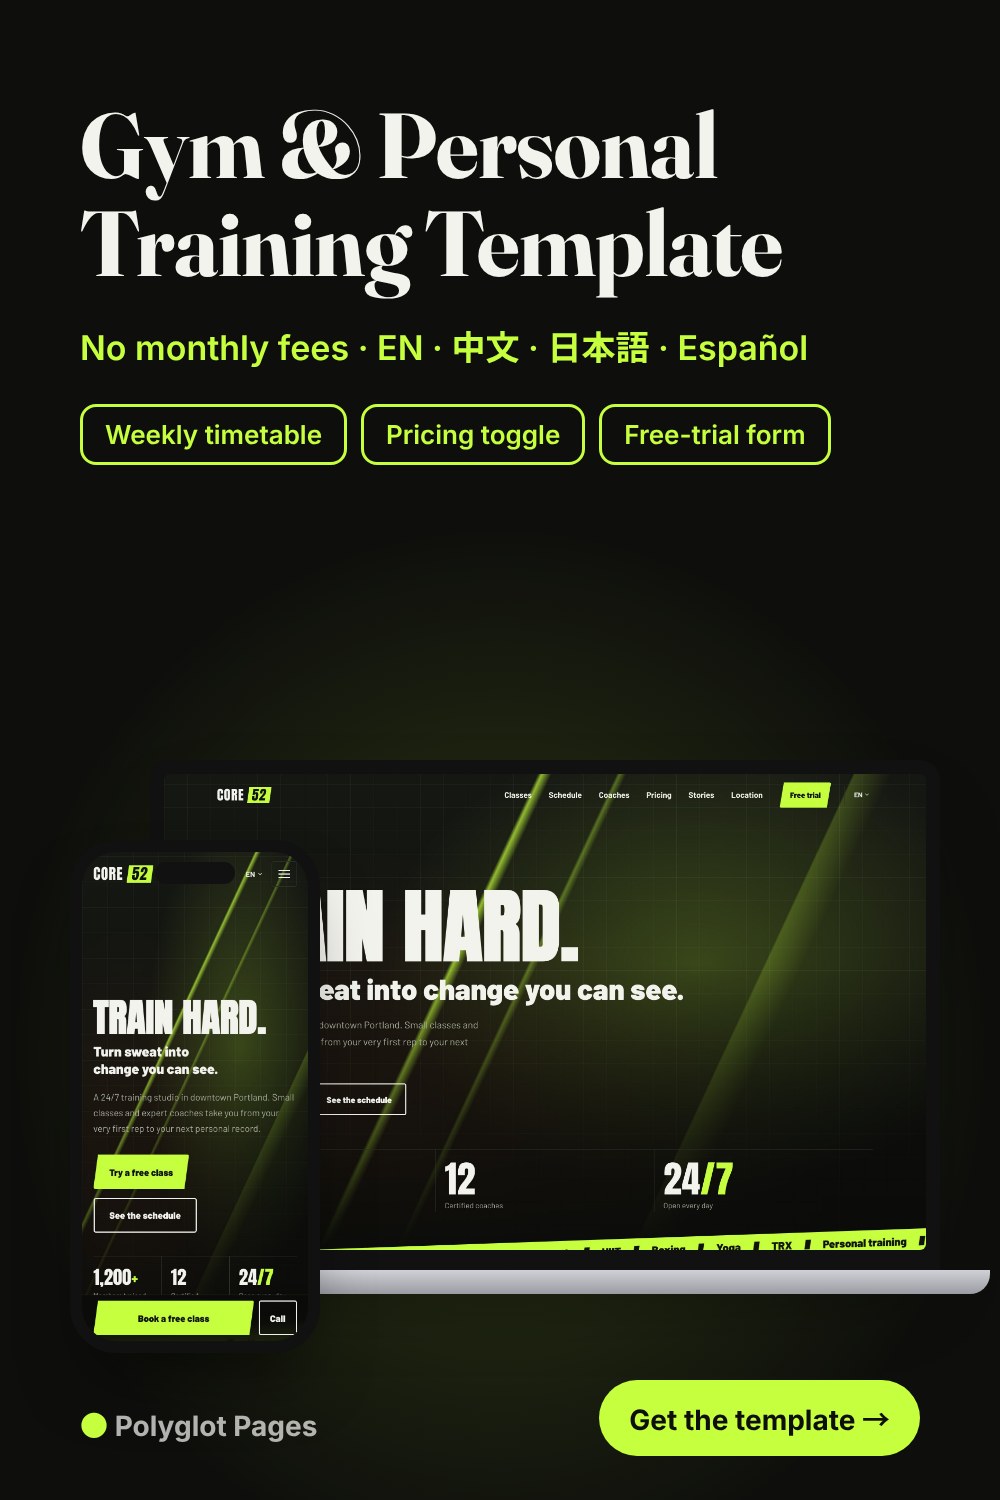 Gym & Personal
Training Template
No monthly fees · EN · 中文 · 日本語 · Español
Weekly timetable
Pricing toggle
Free-trial form
CORE 52
Classes
Schedule
Coaches
Pricing
Stories
Location
Free trial
EN
AIN HARD.
eat into change you can see.
downtown Portland. Small classes and
from your very first rep to your next
See the schedule
12
Certified coaches
24/7
Open every day
Boxing
Yoga
TRX
Personal training
CORE 52
EN
TRAIN HARD.
Turn sweat into
change you can see.
A 24/7 training studio in downtown Portland. Small
classes and expert coaches take you from your
very first rep to your next personal record.
Try a free class
See the schedule
1,200+
12
24/7
Book a free class
Call
Polyglot Pages
Get the template →